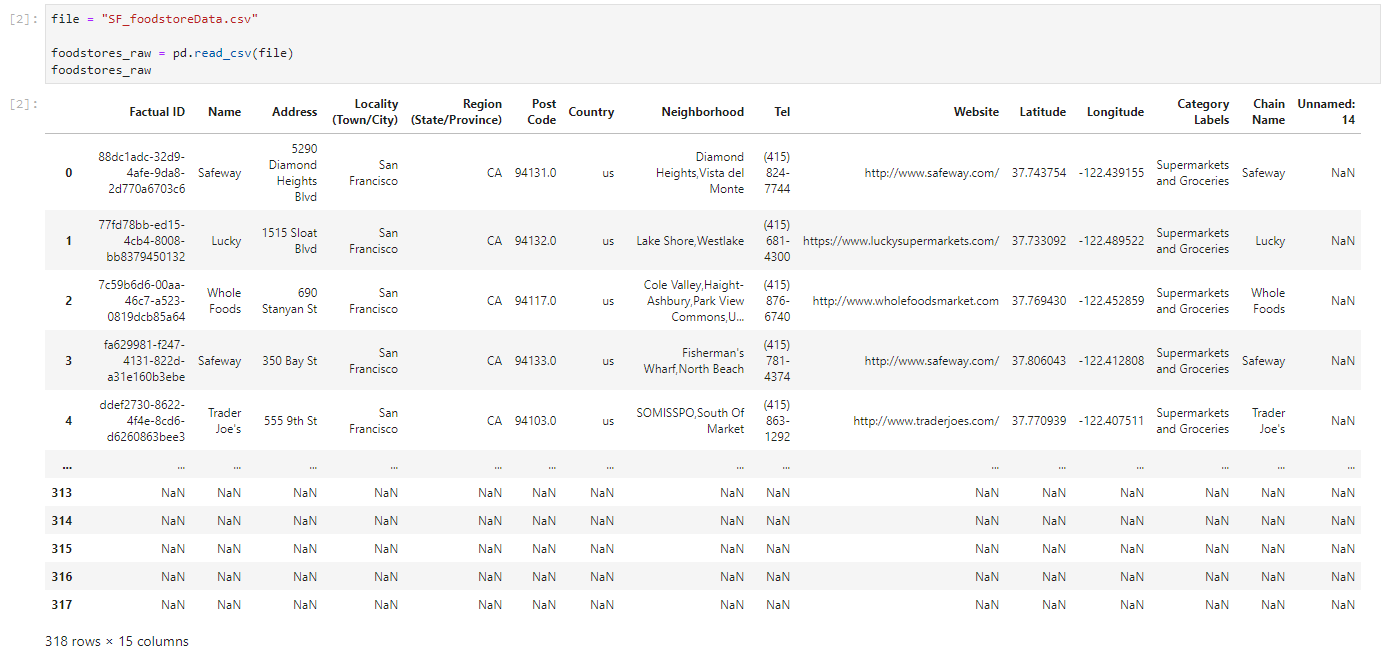 [2]: file = "SF_foodstoreData.csv"
foodstores_raw = pd.read_csv(file)
foodstores_raw
[2]:
Factual ID Name Address Locality (Town/City) Region (State/Province) Post Code Country Neighborhood Tel Website Latitude Longitude Category Labels Chain Name Unnamed: 14
0 88dc1adc-32d9-4afe-9da8-2d770a6703c6 Safeway 5290 Diamond Heights Blvd San Francisco CA 94131.0 us Diamond Heights,Vista del Monte (415) 824-7744 http://www.safeway.com/ 37.743754 -122.439155 Supermarkets and Groceries Safeway NaN
1 77fd78bb-ed15-4cb4-8008-bb8379450132 Lucky 1515 Sloat Blvd San Francisco CA 94132.0 us Lake Shore,Westlake (415) 681-4300 https://www.luckysupermarkets.com/ 37.733092 -122.489522 Supermarkets and Groceries Lucky NaN
2 7c59b6d6-00aa-46c7-a523-0819dcb85a64 Whole Foods 690 Stanyan St San Francisco CA 94117.0 us Cole Valley,Haight-Ashbury,Park View Commons,U... (415) 876-6740 http://www.wholefoodsmarket.com 37.769430 -122.452859 Supermarkets and Groceries Whole Foods NaN
3 fa629981-f247-4131-822d-a31e160b3ebe Safeway 350 Bay St San Francisco CA 94133.0 us Fisherman's Wharf,North Beach (415) 781-4374 http://www.safeway.com/ 37.806043 -122.412808 Supermarkets and Groceries Safeway NaN
4 ddef2730-8622-4f4e-8cd6-d6260863bee3 Trader Joe's 555 9th St San Francisco CA 94103.0 us SOMISSPO,South Of Market (415) 863-1292 http://www.traderjoes.com/ 37.770939 -122.407511 Supermarkets and Groceries Trader Joe's NaN
... ... ... ... ... ... ... ... ... ... ... ... ... ... ... ...
313 NaN NaN NaN NaN NaN NaN NaN NaN NaN NaN NaN NaN NaN NaN NaN
314 NaN NaN NaN NaN NaN NaN NaN NaN NaN NaN NaN NaN NaN NaN NaN
315 NaN NaN NaN NaN NaN NaN NaN NaN NaN NaN NaN NaN NaN NaN NaN
316 NaN NaN NaN NaN NaN NaN NaN NaN NaN NaN NaN NaN NaN NaN NaN
317 NaN NaN NaN NaN NaN NaN NaN NaN NaN NaN NaN NaN NaN NaN NaN
318 rows × 15 columns